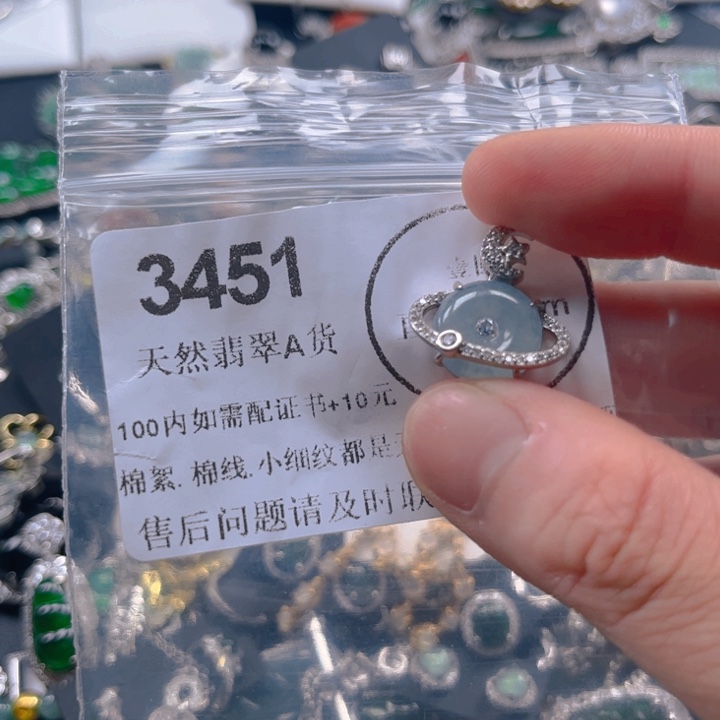 3451
天然翡翠A货
100内如需配证书+10元
棉絮.棉线.小细纹都是
售后问题请及时联